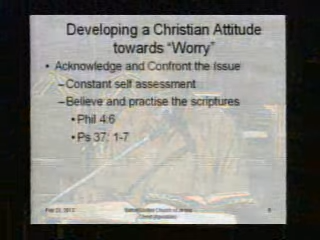 Developing a Christian Attitude
towards "Worry"
• Acknowledge and Confront the Issue
–Constant self assessment
–Believe and practise the scriptures
•Phil 4:6
•Ps 37: 1-7